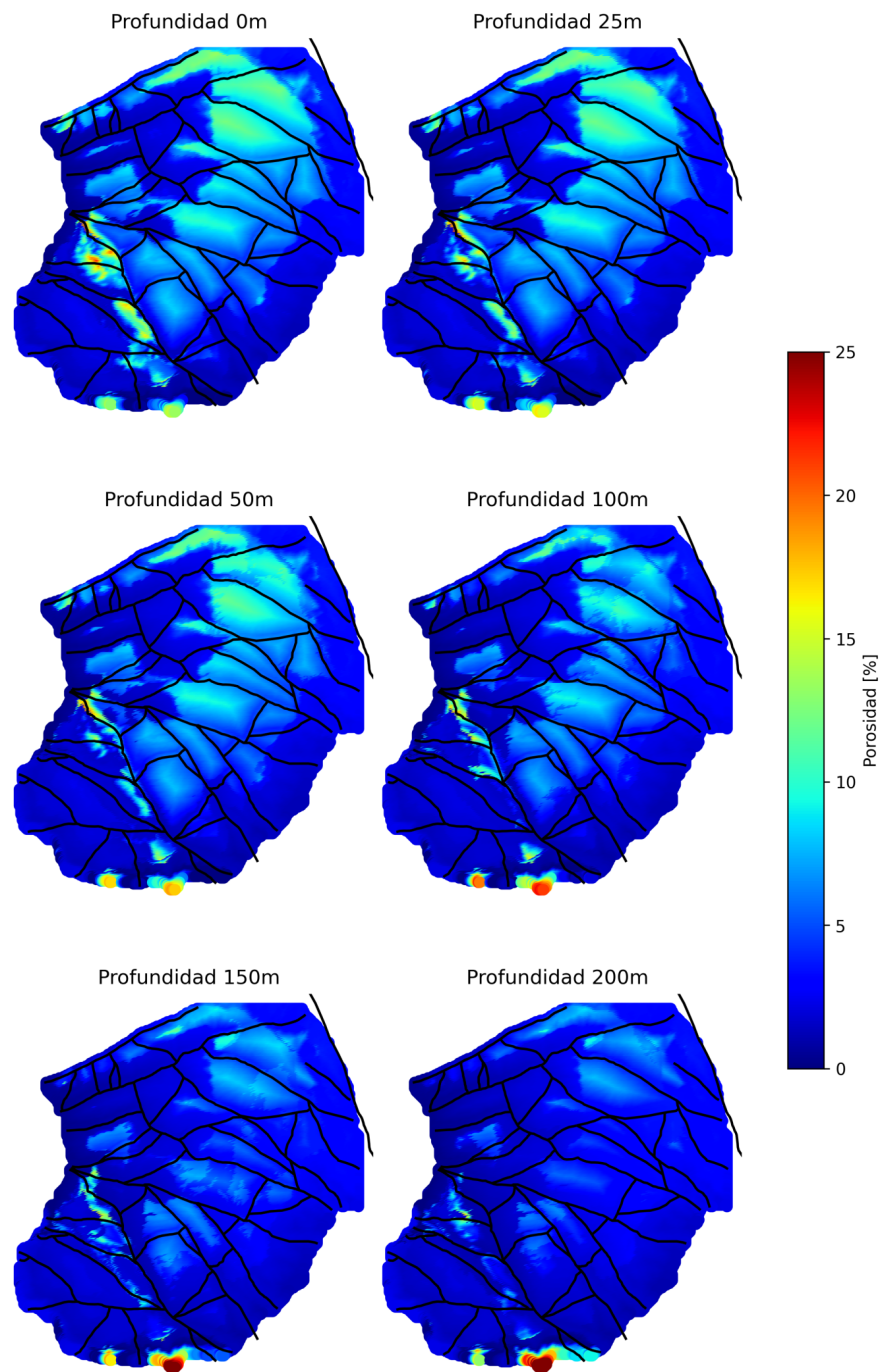 Profundidad 0m
Profundidad 25m
Profundidad 50m
Profundidad 100m
Profundidad 150m
Profundidad 200m
25
20
15
10
5
0
Porosidad [%]